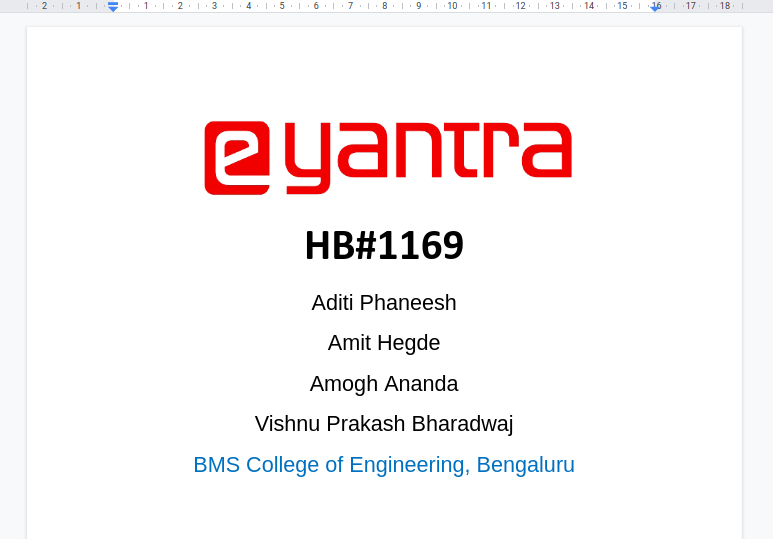 2 1 1 2 3 4 5 6 7 8 9 10 11 12 13 14 15 16 17 18
e yantra
HB#1169
Aditi Phaneesh
Amit Hegde
Amogh Ananda
Vishnu Prakash Bharadwaj
BMS College of Engineering, Bengaluru